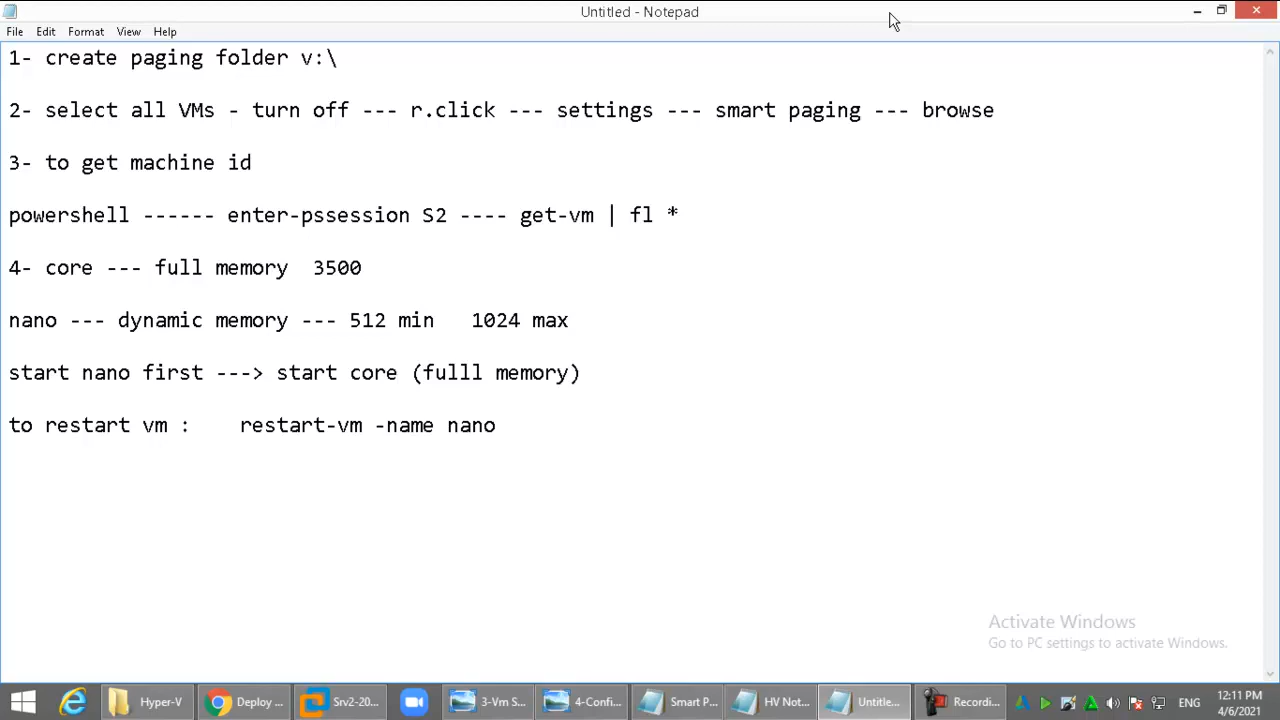 Untitled - Notepad
File Edit Format View Help
1- create paging folder v:\
2- select all VMs - turn off --- r.click --- settings --- smart paging --- browse
3- to get machine id
powershell ------ enter-pssession S2 ---- get-vm | fl *
4- core --- full memory 3500
nano --- dynamic memory --- 512 min 1024 max
start nano first ---> start core (fulll memory)
to restart vm : restart-vm -name nano
Activate Windows
Go to PC settings to activate Windows.
Hyper-V Deploy ... Srv2-20... 3-Vm S... 4-Confi... Smart P... HV Not... Untitle... Recordi... ENG 12:11 PM
4/6/2021